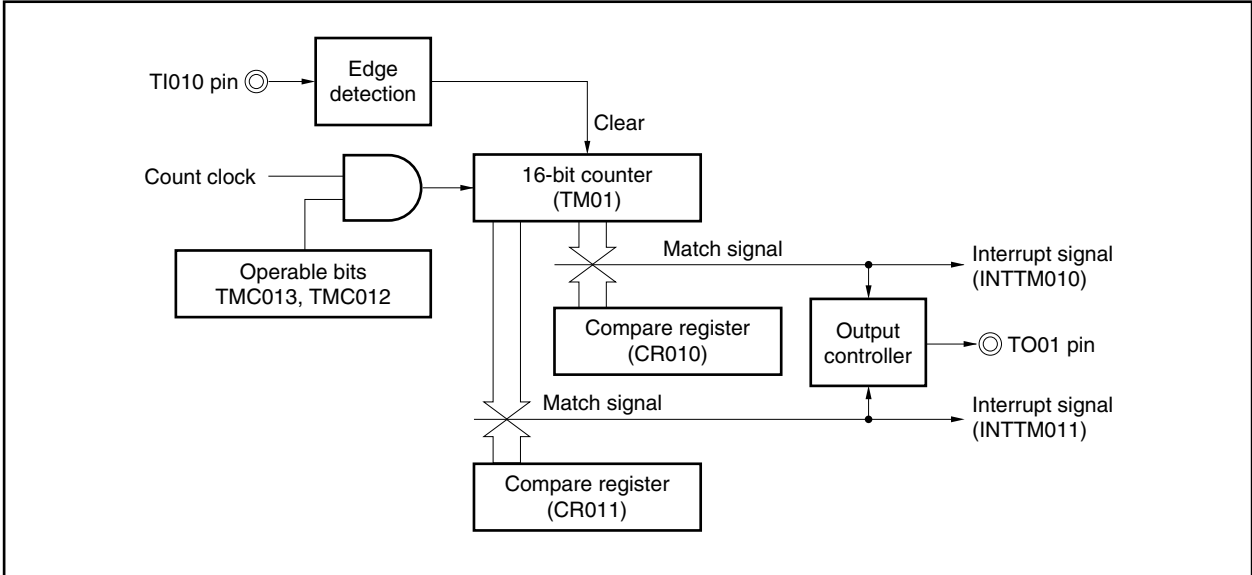 TI010 pin
Edge
detection
Clear
Count clock
16-bit counter
(TM01)
Operable bits
TMC013, TMC012
Match signal
Interrupt signal
(INTTM010)
Compare register
(CR010)
Output
controller
TO01 pin
Match signal
Interrupt signal
(INTTM011)
Compare register
(CR011)